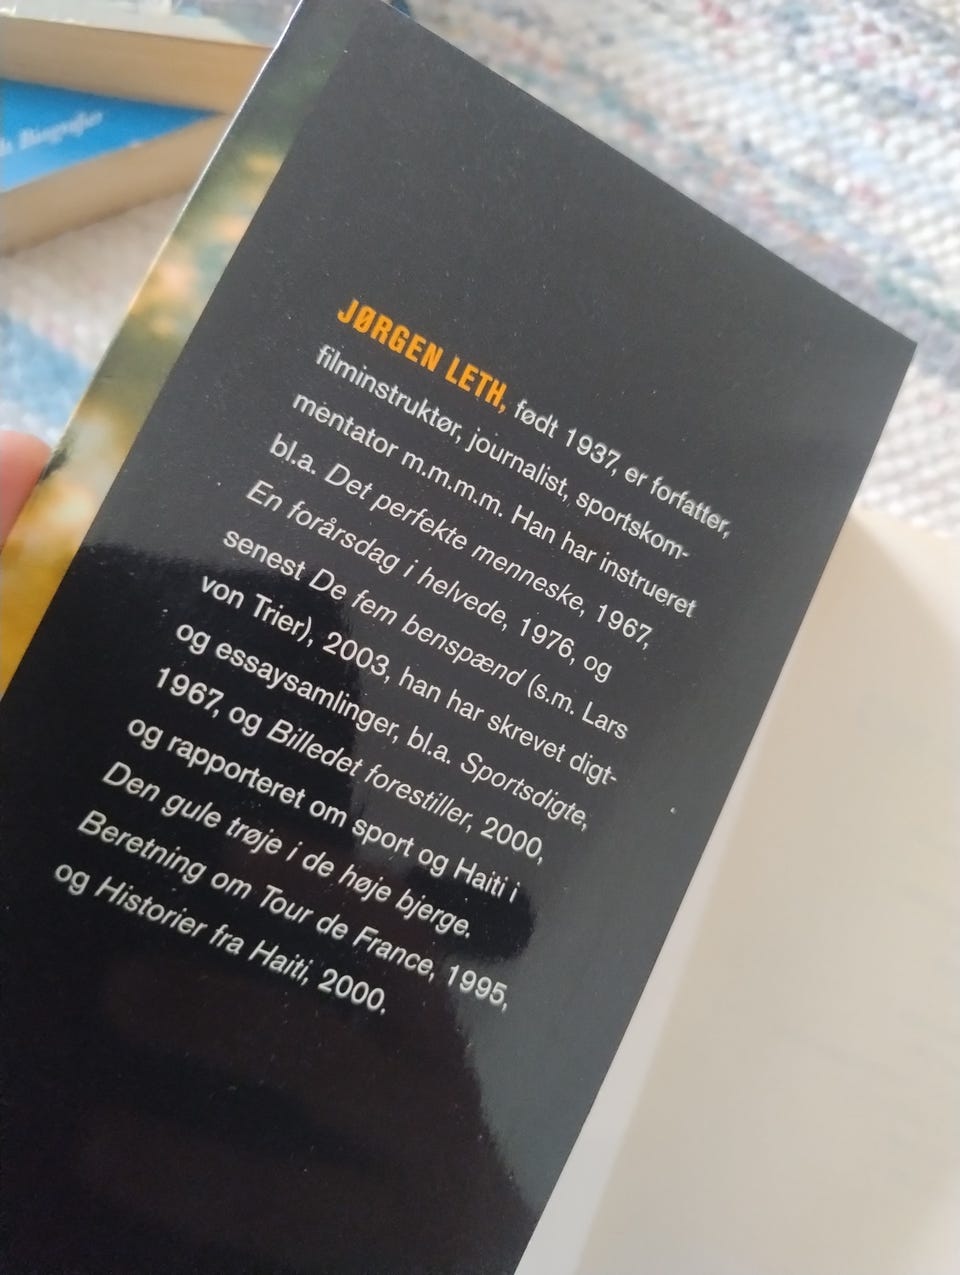 Biografier
JØRGEN LETH, født 1937, er forfatter,
filminstruktør, journalist, sportskom-
mentator m.m.m.m. Han har instrueret
bl.a. Det perfekte menneske, 1967,
En forårsdag i helvede, 1976, og
senest De fem benspænd (s.m. Lars
von Trier), 2003, han har skrevet digt-
og essaysamlinger, bl.a. Sportsdigte,
1967, og Billedet forestiller, 2000,
og rapporteret om sport og Haiti i
Den gule trøje i de høje bjerge.
Beretning om Tour de France, 1995,
og Historier fra Haiti, 2000.